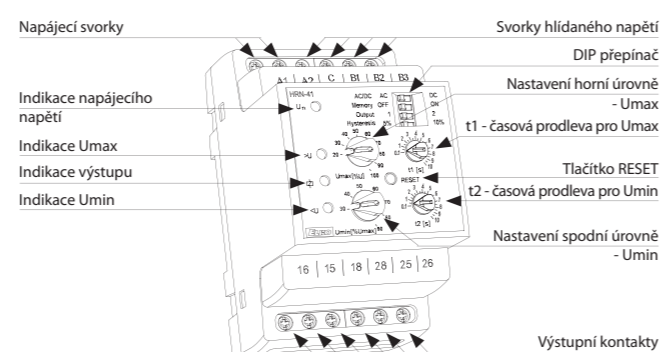 Napájecí svorky
Svorky hlídaného napětí
DIP přepínač
A1 | A2 | C | B1 | B2 | B3
HRN-41
AC/DC AC DC
Memory OFF ON
Output 1 2
Hysteresis 5% 10%
Un
Nastavení horní úrovně
- Umax
Indikace napájecího
napětí
t1 - časová prodleva pro Umax
Indikace Umax
>U
Umax[%U]
t1 [s]
Tlačítko RESET
RESET
Indikace výstupu
t2 - časová prodleva pro Umin
Indikace Umin
<U
Umin[%Umax]
t2 [s]
Nastavení spodní úrovně
- Umin
16 | 15 | 18 | 28 | 25 | 26
Výstupní kontakty